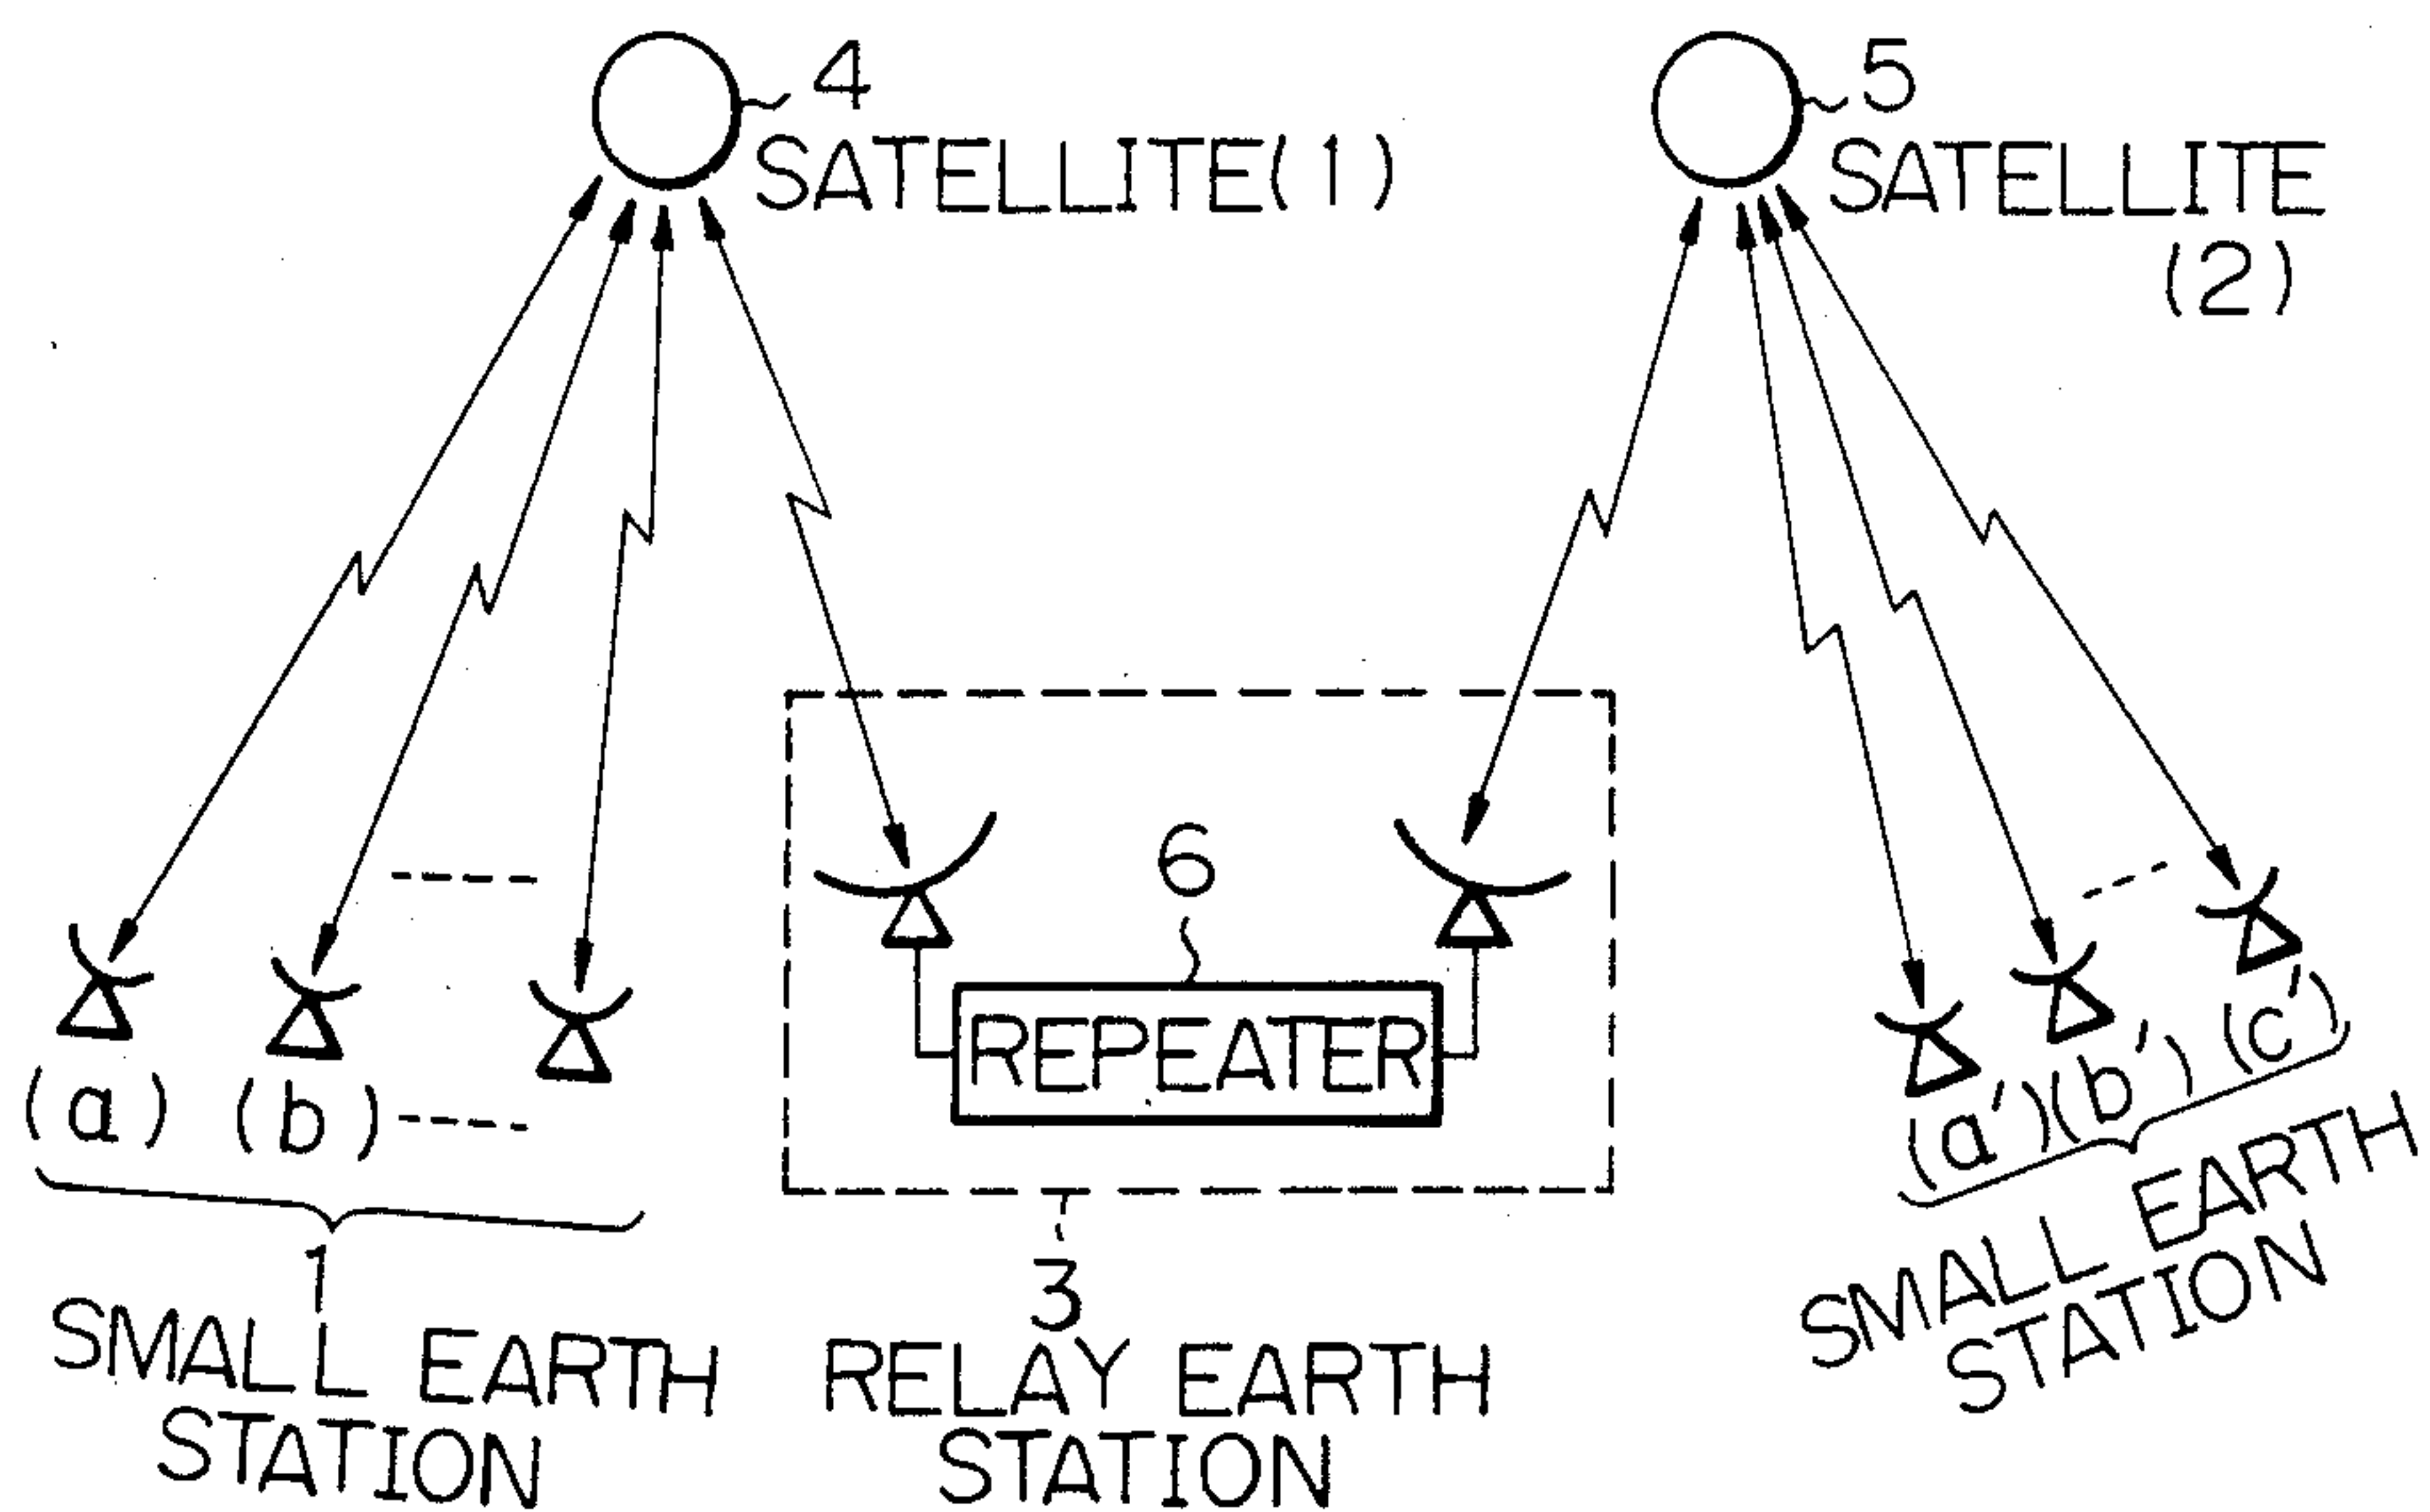 4
SATELLITE(1)
5
SATELLITE
(2)
6
REPEATER
(a) (b)
(a')(b') (c')
1
SMALL EARTH
STATION
3
RELAY EARTH
STATION
SMALL EARTH
STATION